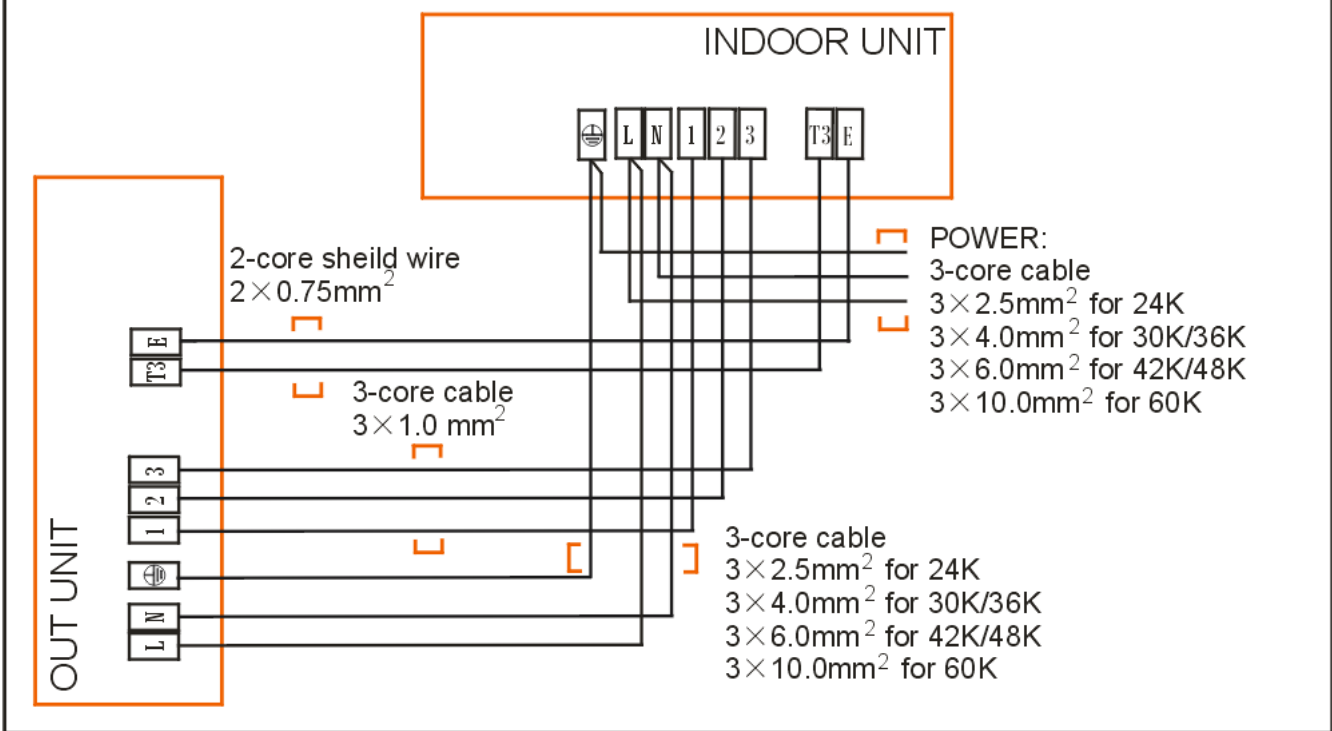 INDOOR UNIT
L N 1 2 3 T3 E
POWER:
3-core cable
3×2.5mm² for 24K
3×4.0mm² for 30K/36K
3×6.0mm² for 42K/48K
3×10.0mm² for 60K
2-core sheild wire
2×0.75mm²
E
T3
3-core cable
3×1.0 mm²
3
2
1
N
L
OUT UNIT
3-core cable
3×2.5mm² for 24K
3×4.0mm² for 30K/36K
3×6.0mm² for 42K/48K
3×10.0mm² for 60K